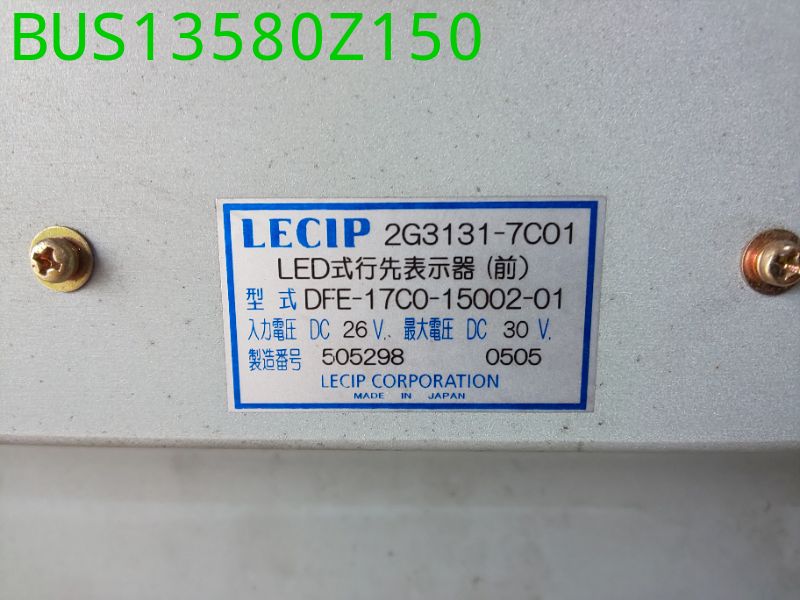 BUS13580Z150
LECIP 2G3131-7C01
LED式行先表示器 (前)
型 式 DFE-17C0-15002-01
入力電圧 DC 26 V. 最大電圧 DC 30 V.
製造番号 505298 0505
LECIP CORPORATION
MADE IN JAPAN